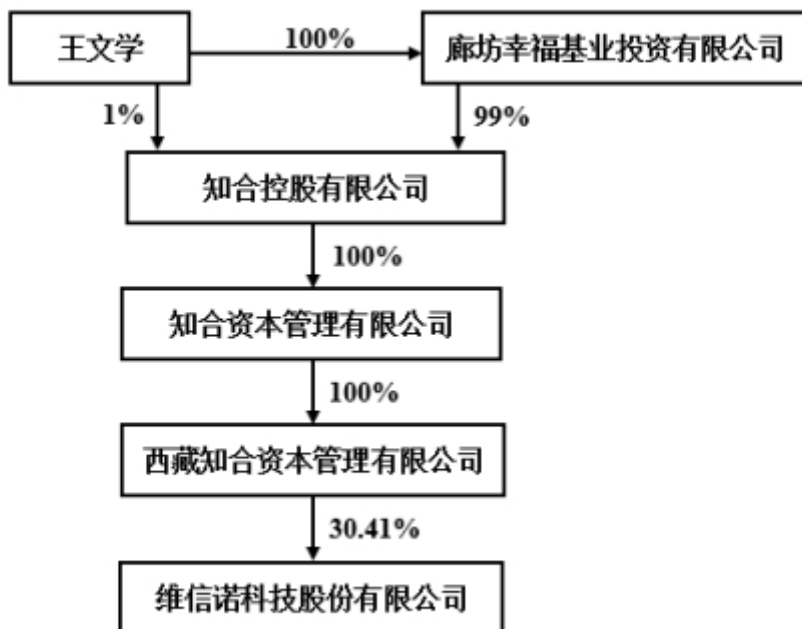 王文学
100%
廊坊幸福基业投资有限公司
1%
99%
知合控股有限公司
100%
知合资本管理有限公司
100%
西藏知合资本管理有限公司
30.41%
维信诺科技股份有限公司